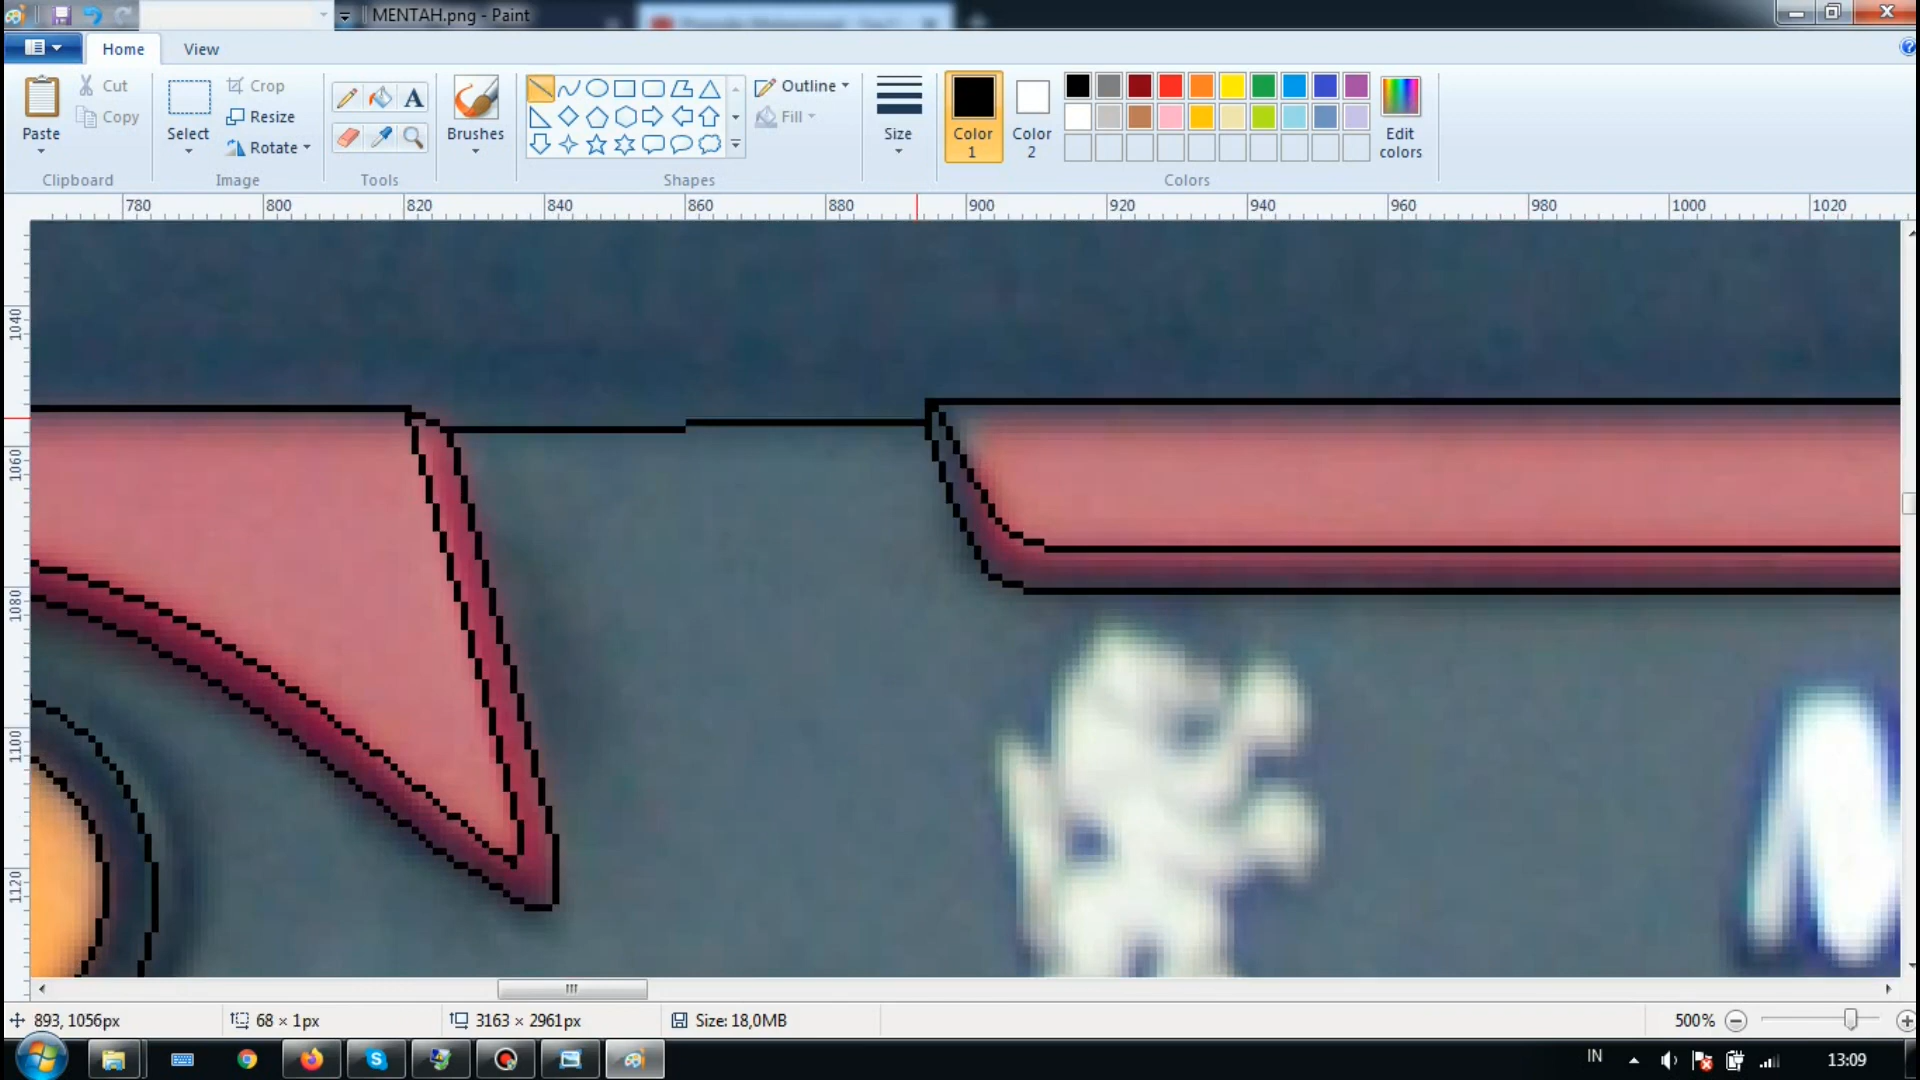 MENTAH.png - Paint
Home View
Paste
Cut
Copy
Clipboard
Select
Crop
Resize
Rotate
Image
Tools
Brushes
Outline
Fill
Shapes
Size
Color 1
Color 2
Edit colors
Colors
780 800 820 840 860 880 900 920 940 960 980 1000 1020
1040
1060
1080
1100
1120
893, 1056px 68 × 1px 3163 × 2961px Size: 18,0MB 500%
IN 13:09